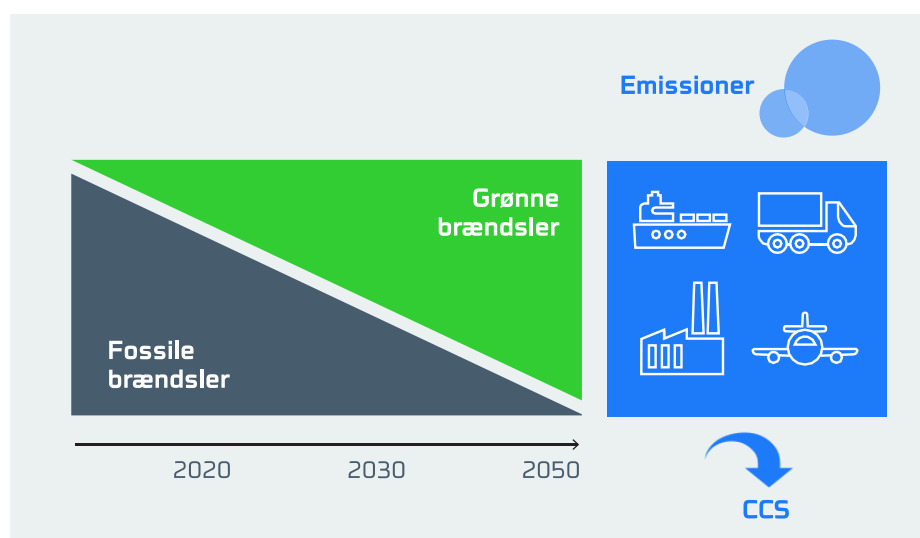 Emissioner
Grønne
brændsler
Fossile
brændsler
2020
2030
2050
CCS